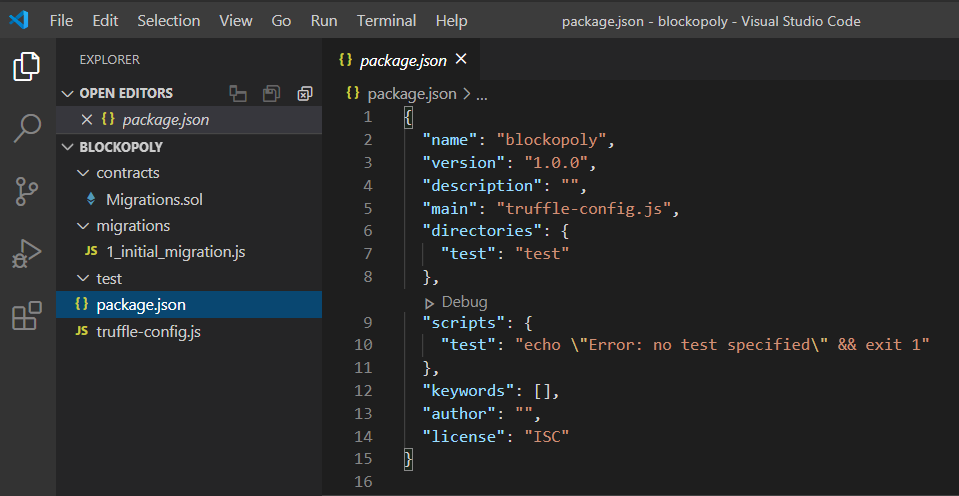 File Edit Selection View Go Run Terminal Help package.json - blockopoly - Visual Studio Code
EXPLORER
OPEN EDITORS
{} package.json
BLOCKOPOLY
contracts
Migrations.sol
migrations
JS 1_initial_migration.js
test
{} package.json
JS truffle-config.js
{} package.json
{} package.json > ...
1 {
2 "name": "blockopoly",
3 "version": "1.0.0",
4 "description": "",
5 "main": "truffle-config.js",
6 "directories": {
7 "test": "test"
8 },
Debug
9 "scripts": {
10 "test": "echo \"Error: no test specified\" && exit 1"
11 },
12 "keywords": [],
13 "author": "",
14 "license": "ISC"
15 }
16